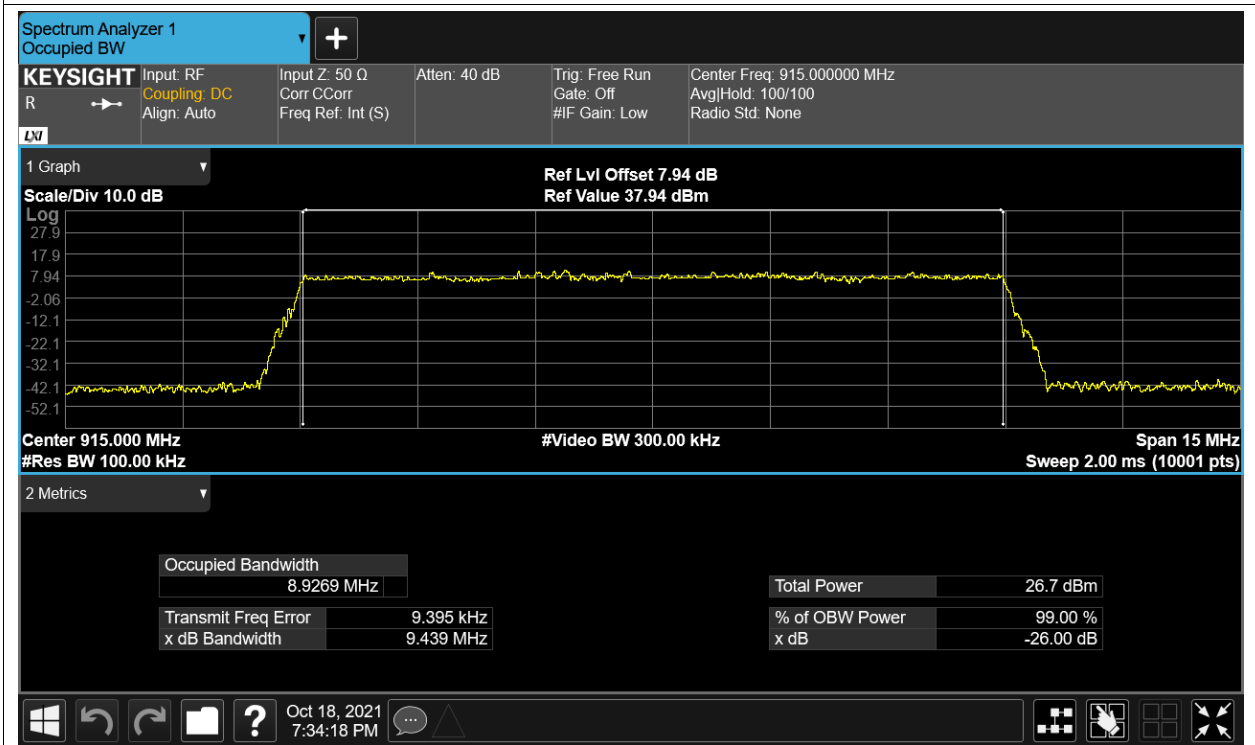 Spectrum Analyzer 1
Occupied BW
KEYSIGHT
R
LXI
Input: RF
Coupling: DC
Align: Auto
Input Z: 50 Ω
Corr CCorr
Freq Ref: Int (S)
Atten: 40 dB
Trig: Free Run
Gate: Off
#IF Gain: Low
Center Freq: 915.000000 MHz
Avg|Hold: 100/100
Radio Std: None
1 Graph
Scale/Div 10.0 dB
Ref Lvl Offset 7.94 dB
Ref Value 37.94 dBm
Log
27.9
17.9
7.94
-2.06
-12.1
-22.1
-32.1
-42.1
-52.1
Center 915.000 MHz
#Res BW 100.00 kHz
#Video BW 300.00 kHz
Span 15 MHz
Sweep 2.00 ms (10001 pts)
2 Metrics
Occupied Bandwidth
8.9269 MHz
Transmit Freq Error 9.395 kHz
x dB Bandwidth 9.439 MHz
Total Power 26.7 dBm
% of OBW Power 99.00 %
x dB -26.00 dB
?
Oct 18, 2021
7:34:18 PM